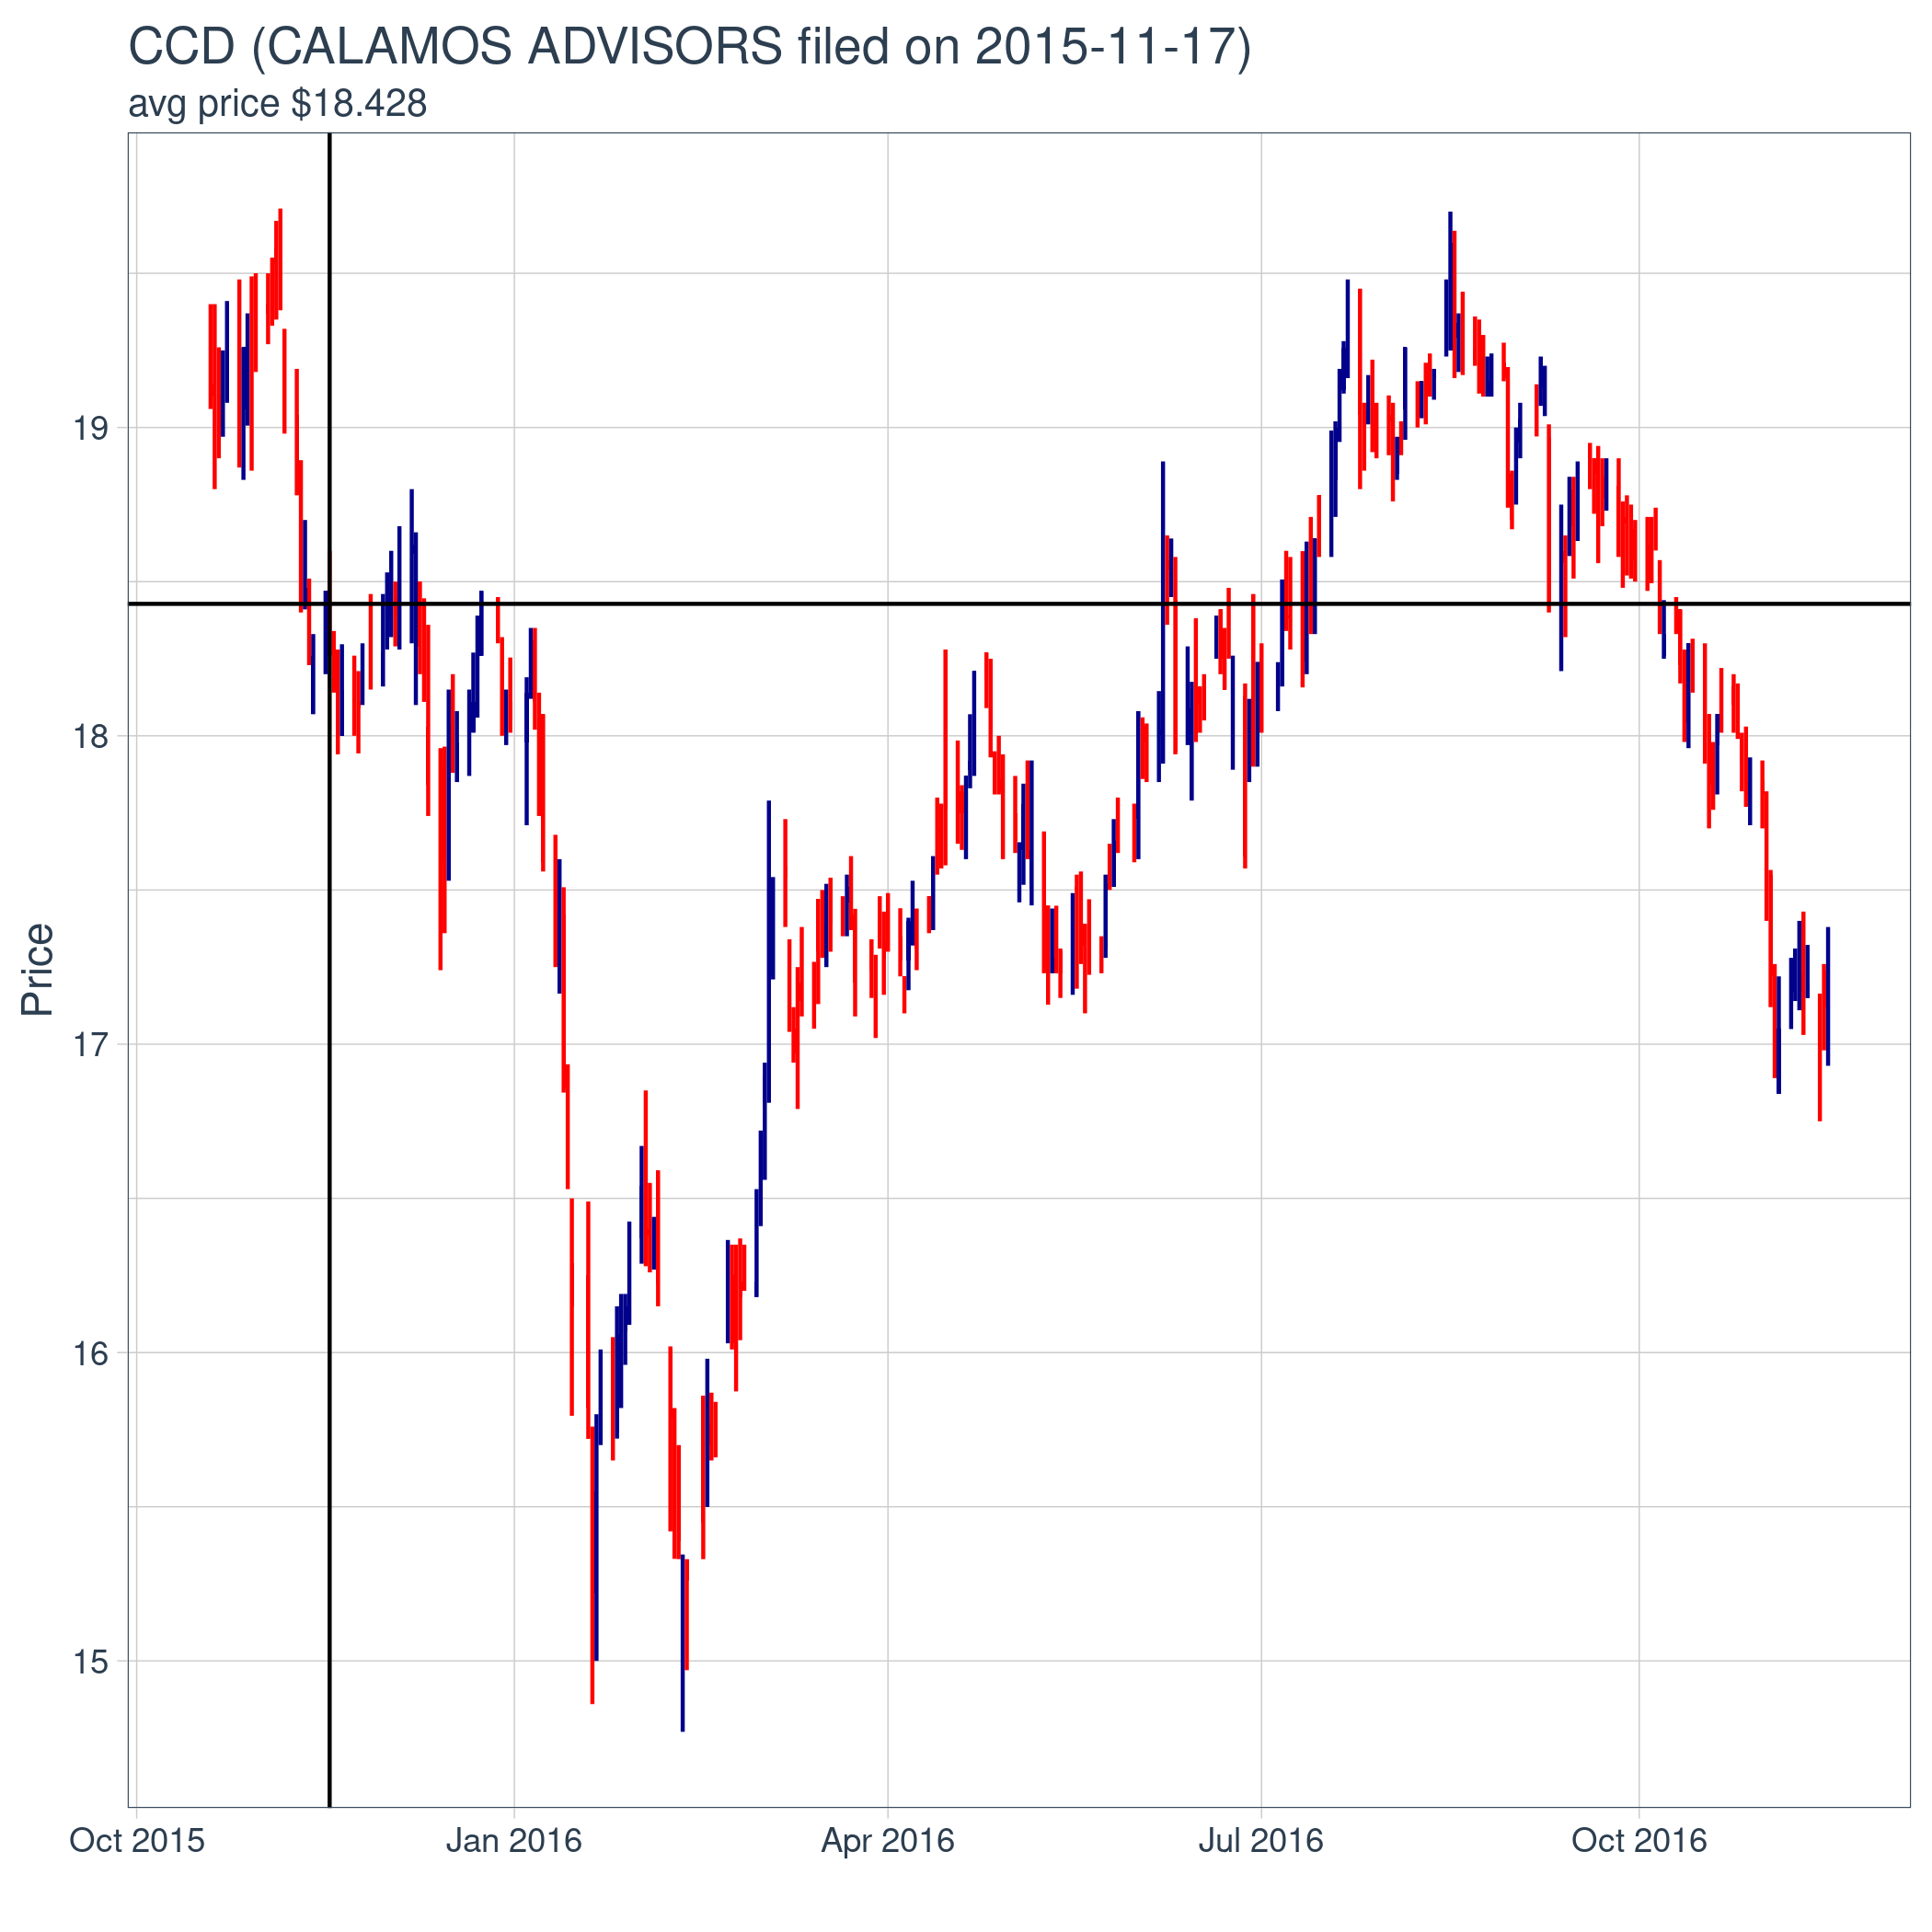 CCD (CALAMOS ADVISORS filed on 2015-11-17)
avg price $18.428
Price
19
18
17
16
15
Oct 2015
Jan 2016
Apr 2016
Jul 2016
Oct 2016